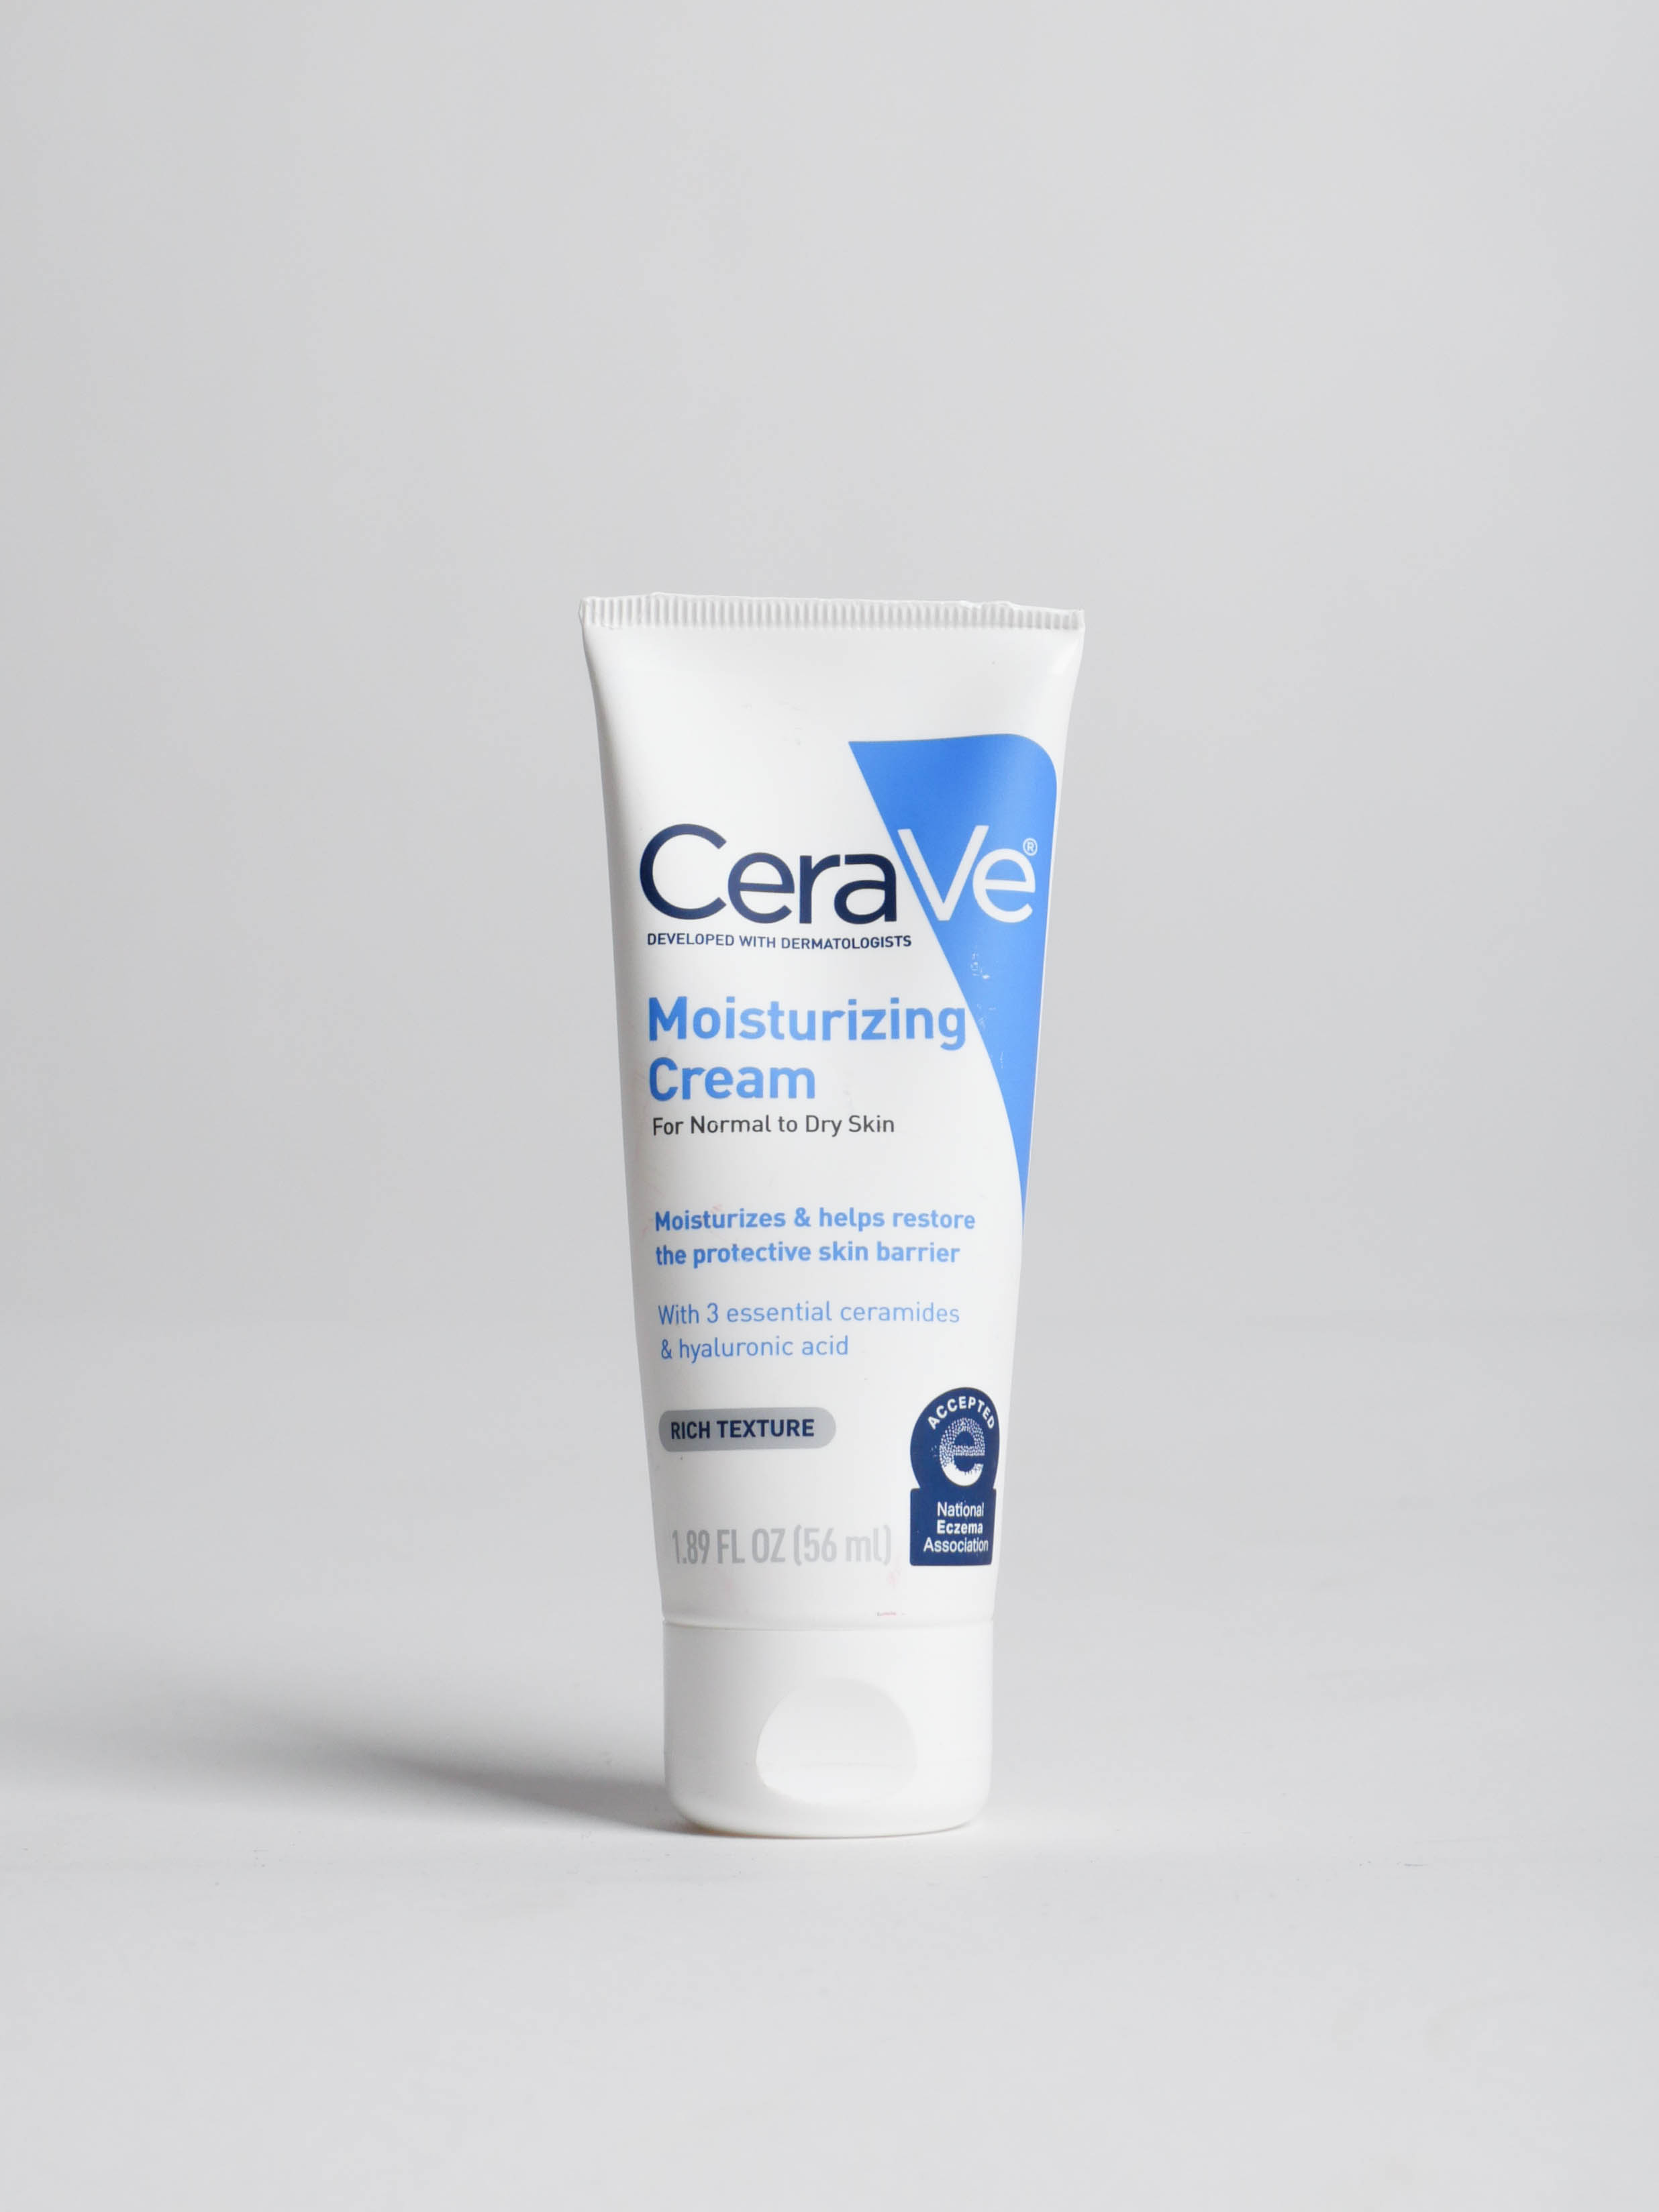 CeraVe®
DEVELOPED WITH DERMATOLOGISTS
Moisturizing
Cream
For Normal to Dry Skin
Moisturizes & helps restore
the protective skin barrier
With 3 essential ceramides
& hyaluronic acid
RICH TEXTURE
ACCEPTED
e
National
Eczema
Association
1.89 FL OZ (56 ml)